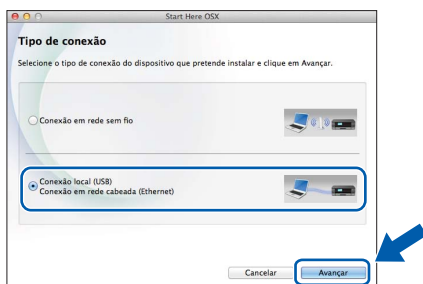 Start Here OSX
Tipo de conexão
Selecione o tipo de conexão do dispositivo que pretende instalar e clique em Avançar.
Conexão em rede sem fio
Conexão local (USB)
Conexão em rede cabeada (Ethernet)
Cancelar
Avançar